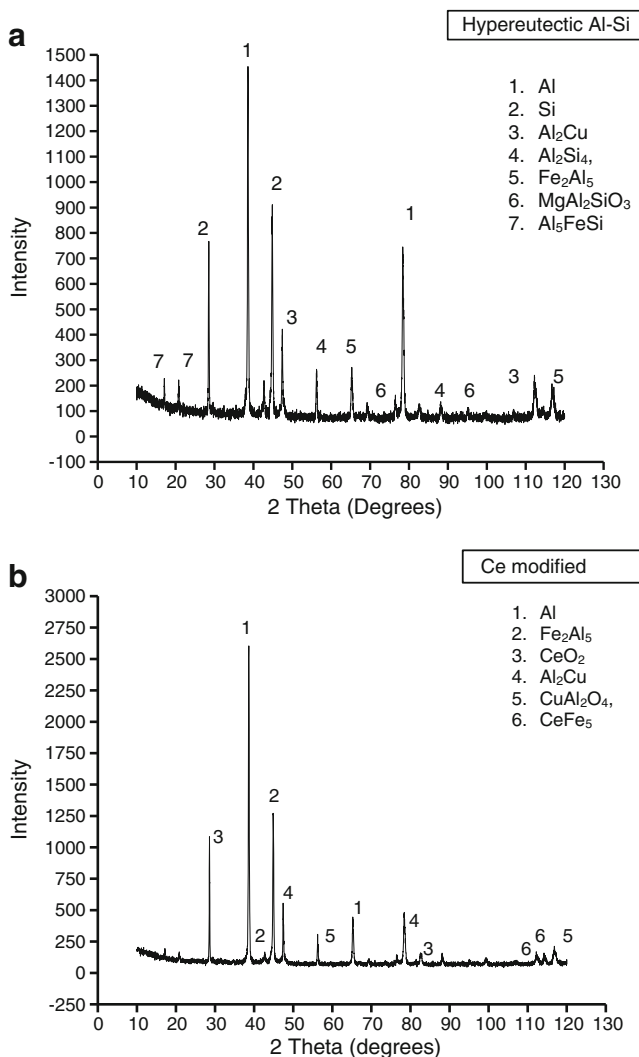 a
Hypereutectic Al-Si
1500
1400
1300
1200
1100
1000
900
800
700
600
500
400
300
200
100
0
-100
Intensity
1
2
2
1
3
7
7
4
5
6
4
6
3
5
1. Al
2. Si
3. Al₂Cu
4. Al₂Si₄,
5. Fe₂Al₅
6. MgAl₂SiO₃
7. Al₅FeSi
0 10 20 30 40 50 60 70 80 90 100 110 120 130
2 Theta (Degrees)
b
Ce modified
3000
2750
2500
2250
2000
1750
1500
1250
1000
750
500
250
0
-250
Intensity
1
2
3
4
2
5
1
4
3
6
6
5
1. Al
2. Fe₂Al₅
3. CeO₂
4. Al₂Cu
5. CuAl₂O₄,
6. CeFe₅
0 10 20 30 40 50 60 70 80 90 100 110 120 130
2 Theta (degrees)